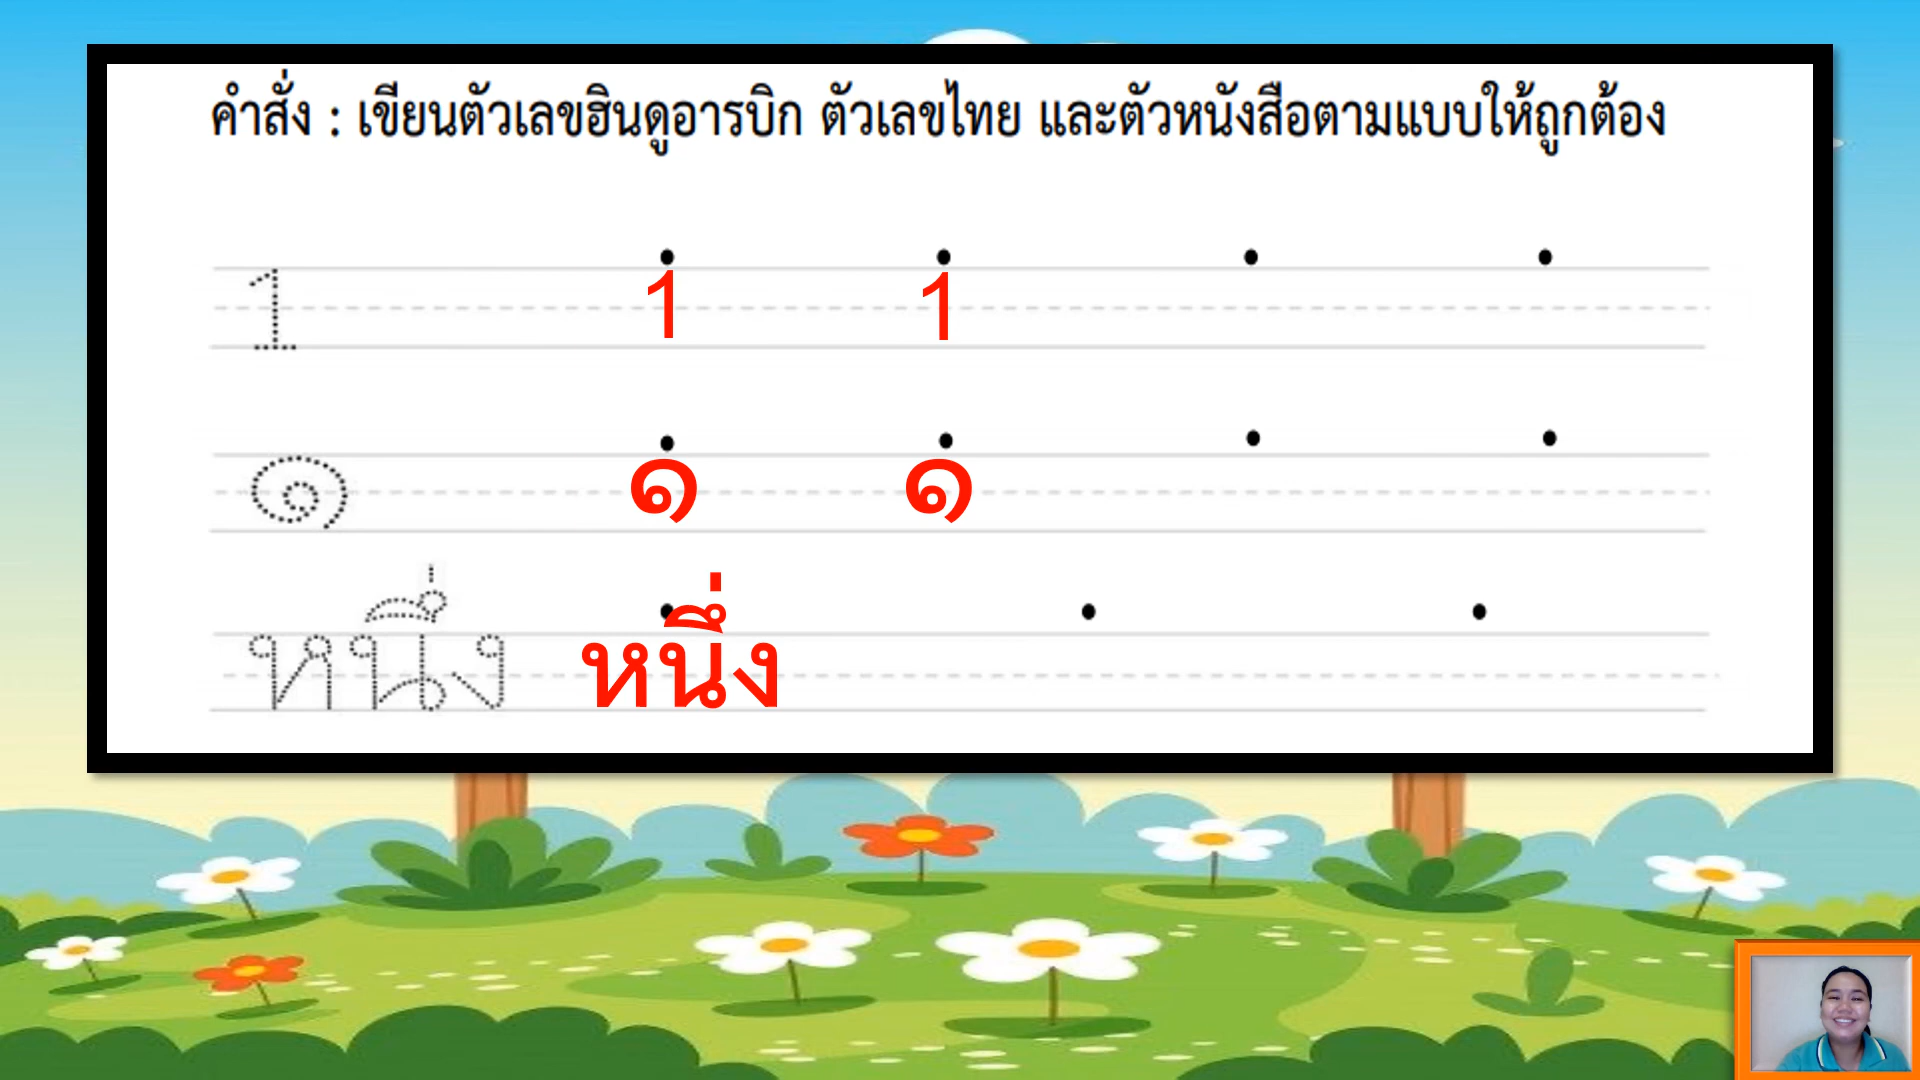 คำสั่ง : เขียนตัวเลขฮินดูอารบิก ตัวเลขไทย และตัวหนังสือตามแบบให้ถูกต้อง
1 1 1
๑ ๑ ๑
หนึ่ง หนึ่ง